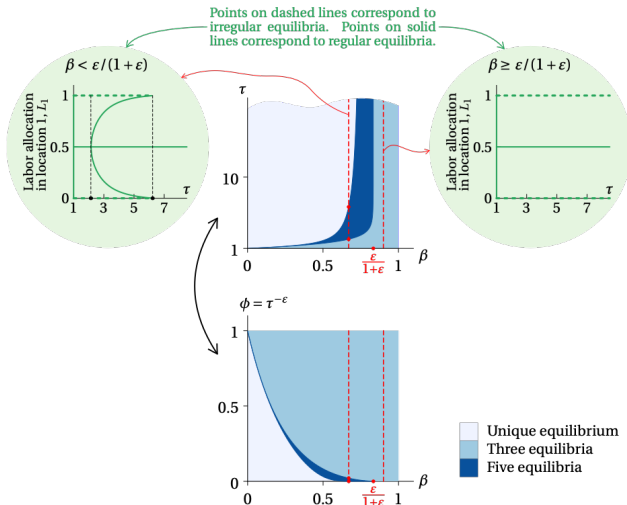 Points on dashed lines correspond to
irregular equilibria. Points on solid
lines correspond to regular equilibria.
β < ε/(1+ε)
β ≥ ε/(1+ε)
Labor allocation
in location 1, L₁
1
0.5
0
1 3 5 7
τ
τ
10
1
0 0.5 ε/(1+ε) 1 β
Labor allocation
in location 1, L₁
1
0.5
0
1 3 5 7
τ
ϕ = τ^{-ε}
1
0.5
0
0 0.5 ε/(1+ε) 1 β
Unique equilibrium
Three equilibria
Five equilibria